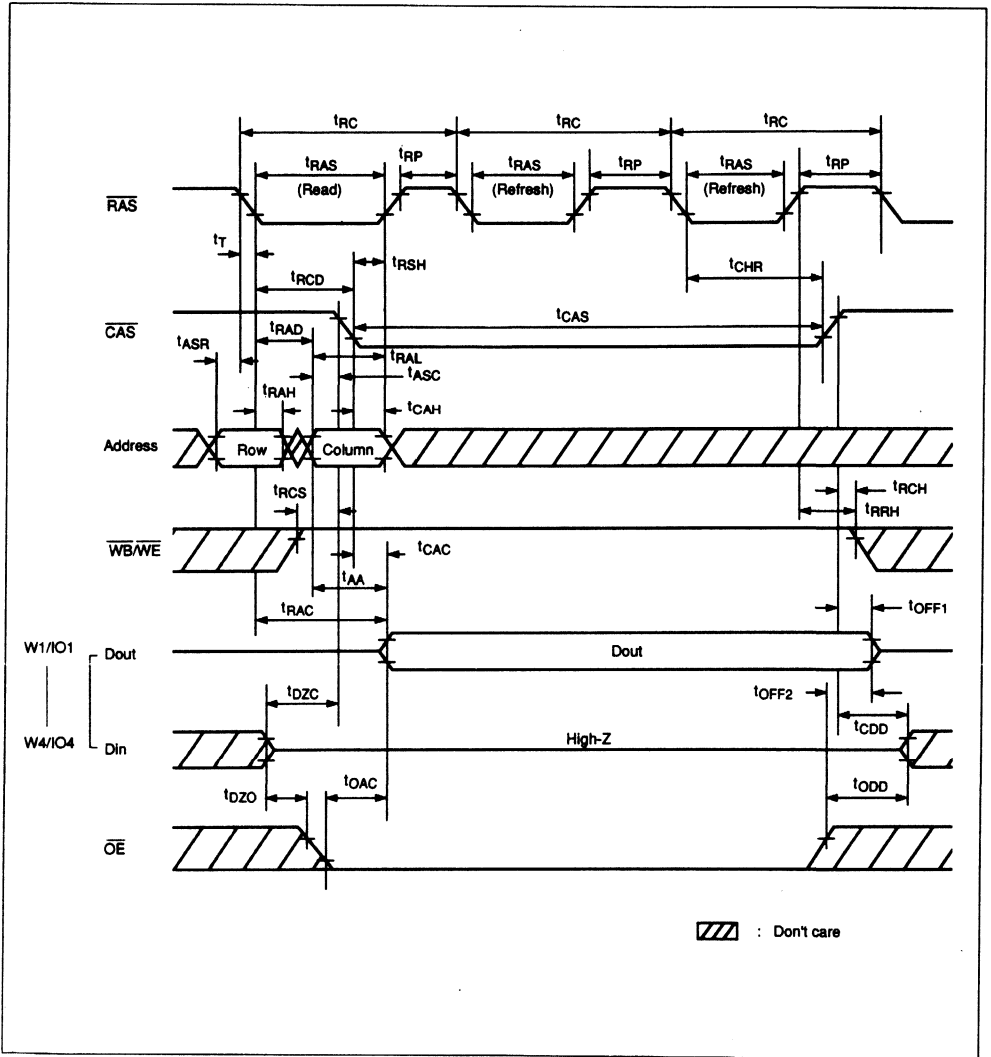 tRC tRC tRC
tRAS tRP tRAS tRP tRAS tRP
(Read) (Refresh) (Refresh)
RAS
tT
tRSH
tRCD
tCHR
tCAS
CAS
tRAD
tASR
tRAL
tASC
tRAH
tCAH
Address Row Column
tRCS
tRCH
tRRH
WB/WE
tCAC
tAA
tRAC
tOFF1
W1/IO1 Dout Dout
tDZC
tOFF2
tCDD
W4/IO4 Din High-Z
tOAC
tDZO
tODD
OE
: Don't care